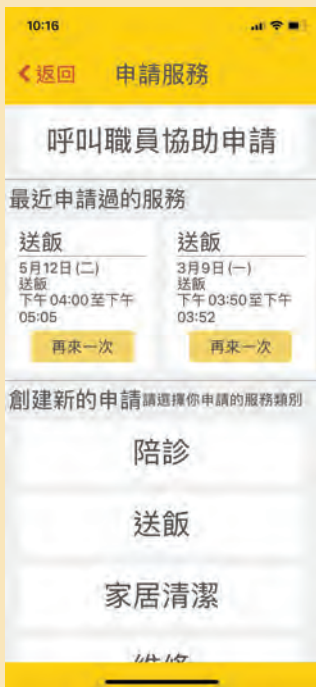 10:16
返回 申請服務
呼叫職員協助申請
最近申請過的服務
送飯 送飯
5月12日(二) 3月9日(一)
送飯 送飯
下午04:00至下午 下午03:50至下午
05:05 03:52
再來一次 再來一次
創建新的申請 請選擇你申請的服務類別
陪診
送飯
家居清潔